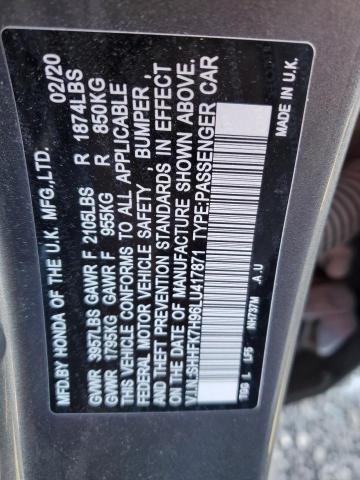 MFD.BY HONDA OF THE U.K. MFG.,LTD. 02/20
GVWR 3957LBS GAWR F 2105LBS R 1874LBS
GVWR 1795KG GAWR F 955KG R 850KG
THIS VEHICLE CONFORMS TO ALL APPLICABLE
FEDERAL MOTOR VEHICLE SAFETY , BUMPER ,
AND THEFT PREVENTION STANDARDS IN EFFECT
ON THE DATE OF MANUFACTURE SHOWN ABOVE.
V.I.N.:SHHFK7H96LU417871 TYPE:PASSENGER CAR
NH737M .A.U MADE IN U.K.